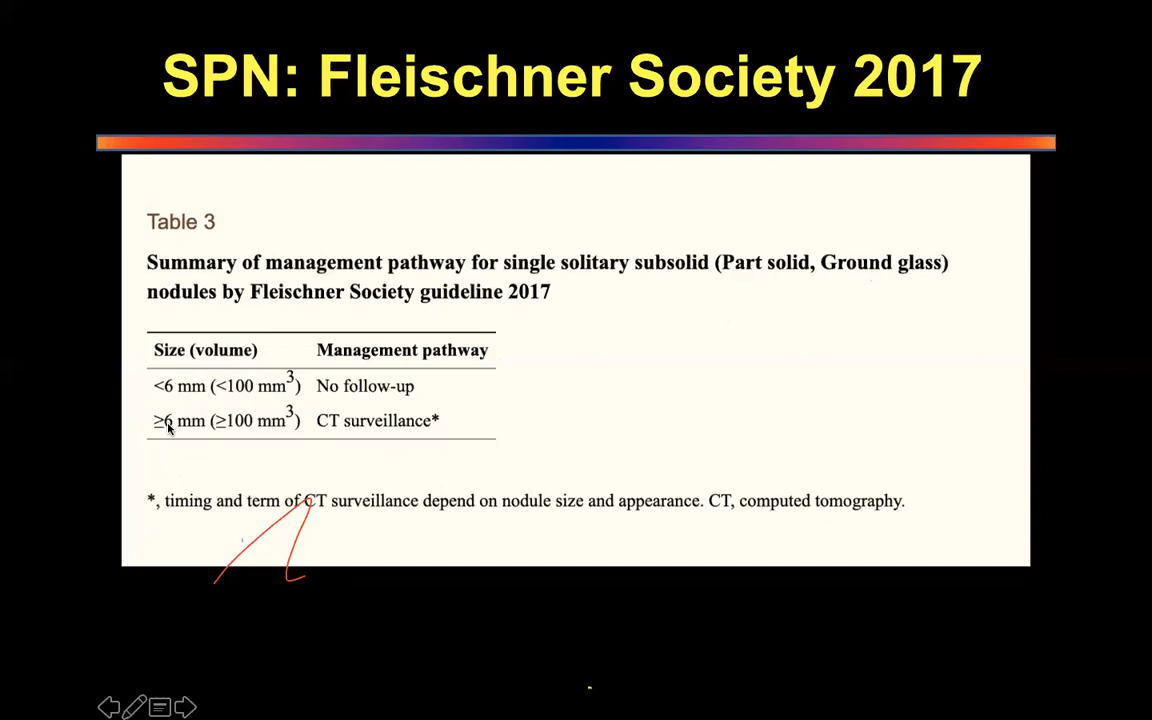 SPN: Fleischner Society 2017
Table 3
Summary of management pathway for single solitary subsolid (Part solid, Ground glass)
nodules by Fleischner Society guideline 2017
Size (volume) Management pathway
<6 mm (<100 mm³) No follow-up
≥6 mm (≥100 mm³) CT surveillance*
*, timing and term of CT surveillance depend on nodule size and appearance. CT, computed tomography.